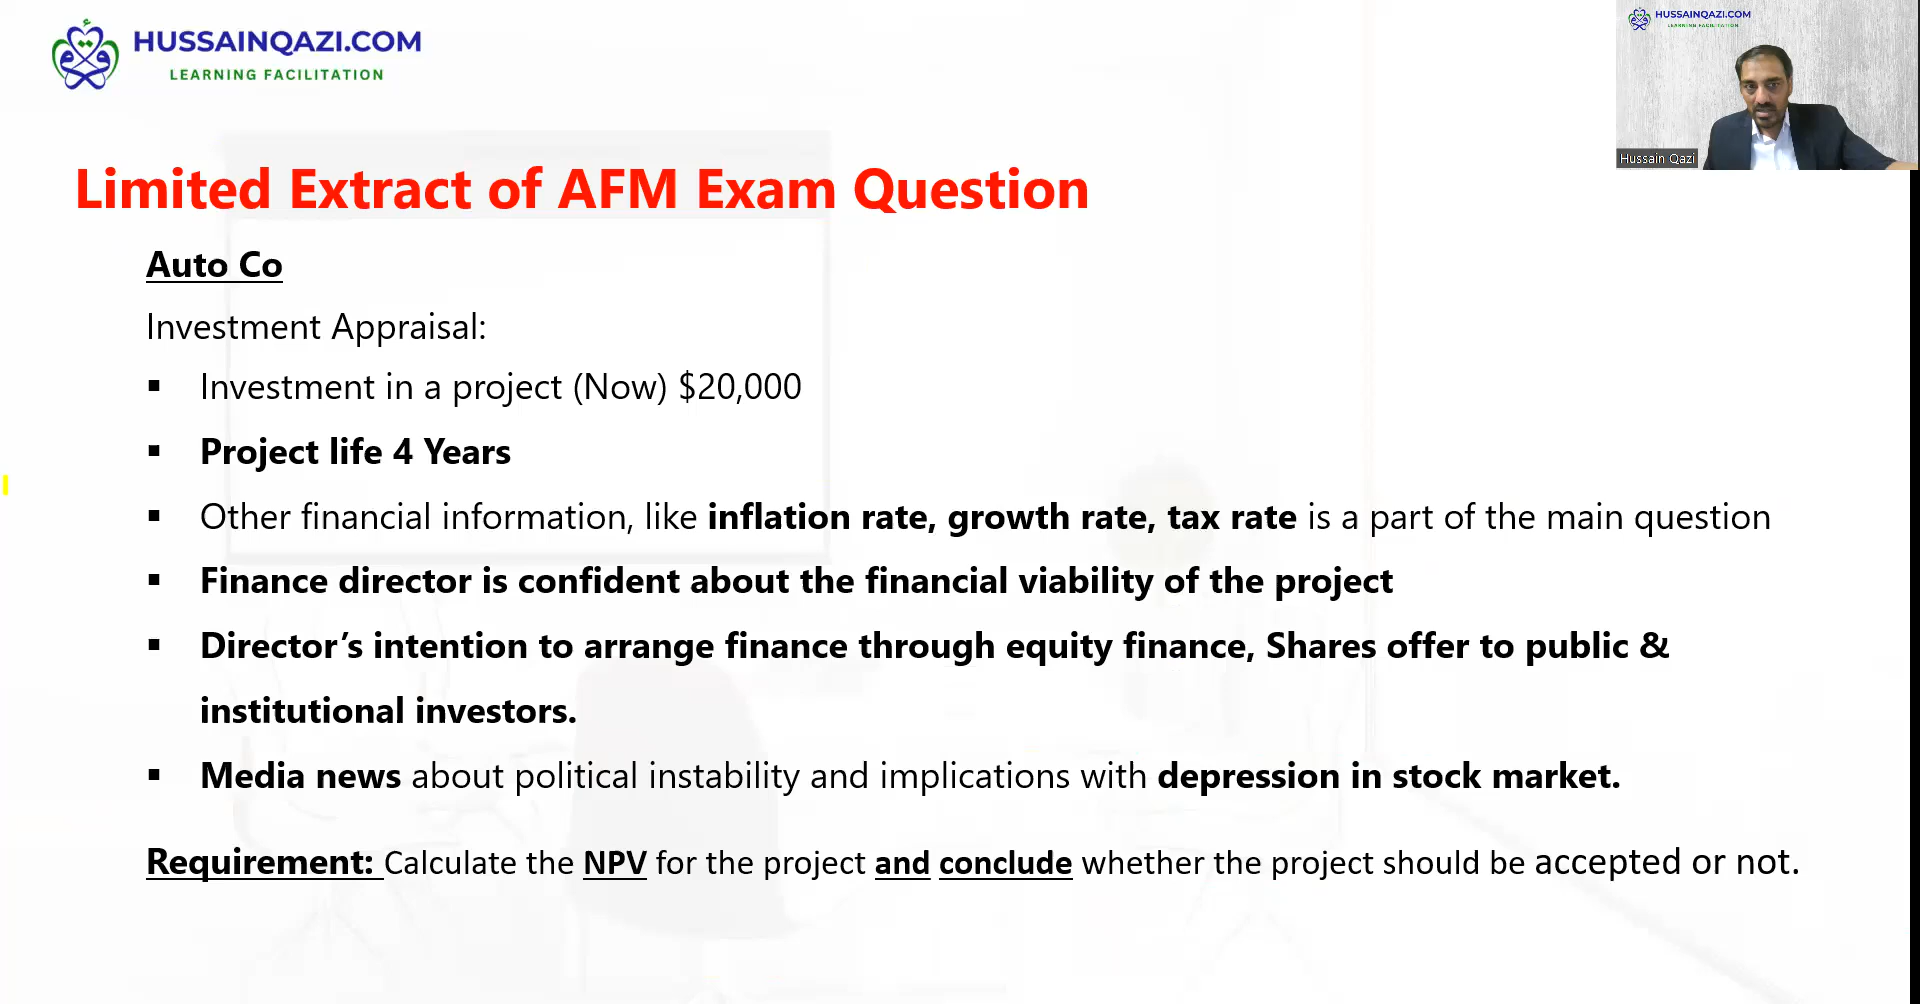 HUSSAINQAZI.COM
LEARNING FACILITATION
HUSSAINQAZI.COM
LEARNING FACILITATION
Hussain Qazi
Limited Extract of AFM Exam Question
Auto Co
Investment Appraisal:
▪ Investment in a project (Now) $20,000
▪ Project life 4 Years
▪ Other financial information, like inflation rate, growth rate, tax rate is a part of the main question
▪ Finance director is confident about the financial viability of the project
▪ Director’s intention to arrange finance through equity finance, Shares offer to public &
institutional investors.
▪ Media news about political instability and implications with depression in stock market.
Requirement: Calculate the NPV for the project and conclude whether the project should be accepted or not.